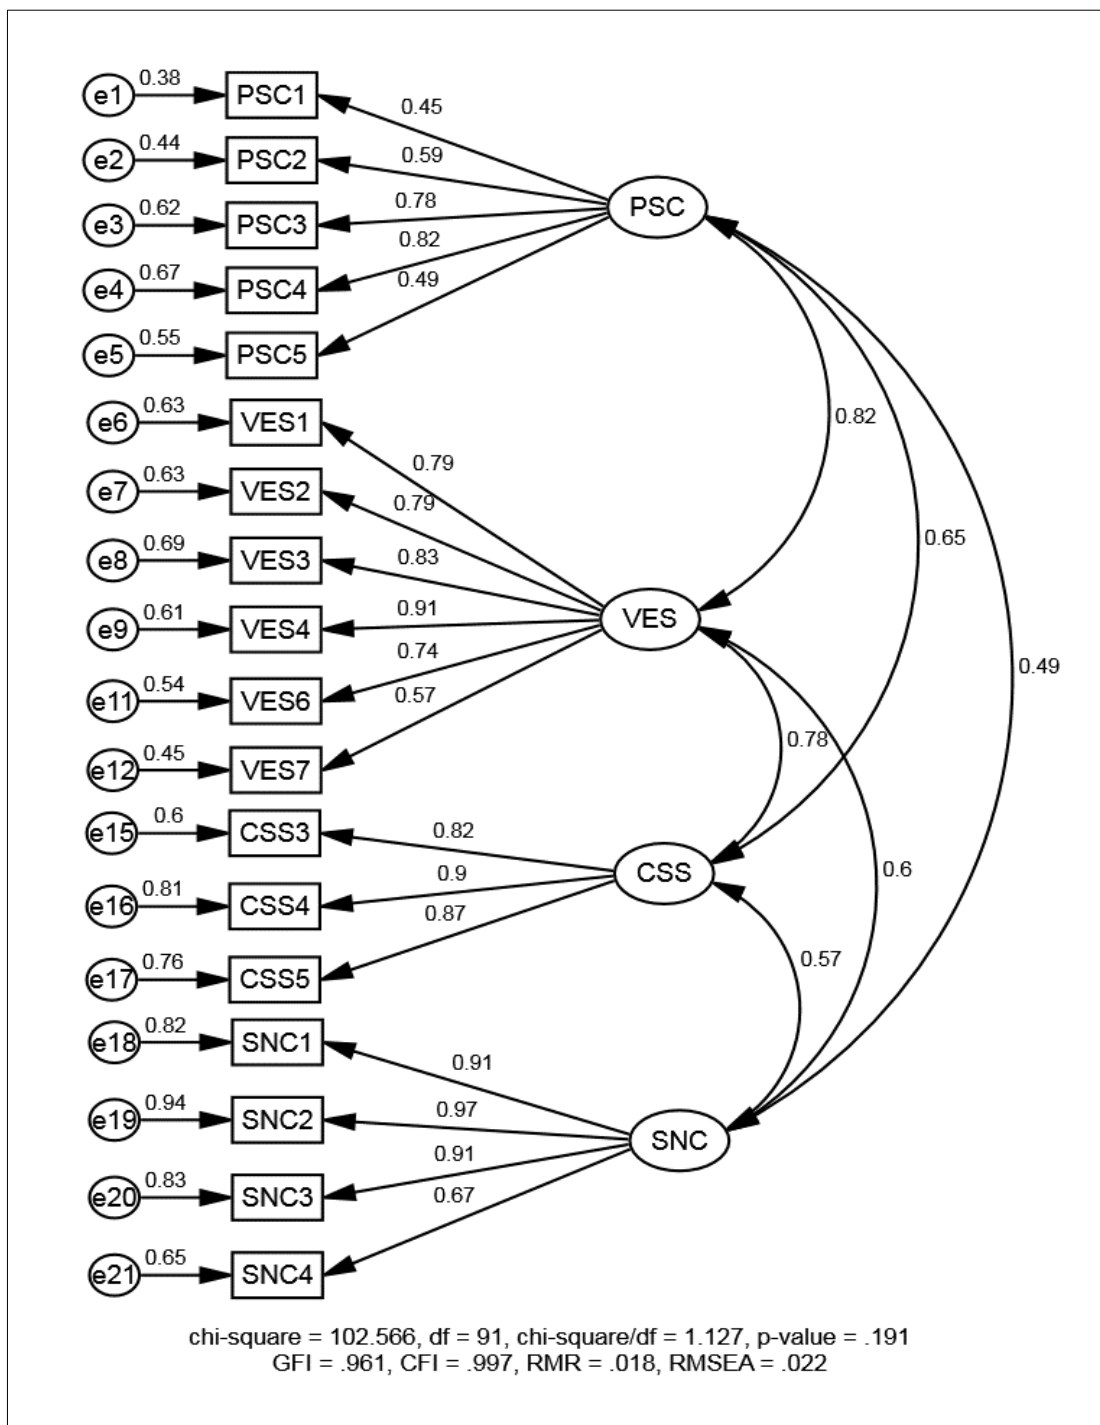 e1 0.38 PSC1 0.45
e2 0.44 PSC2 0.59
e3 0.62 PSC3 0.78
PSC
e4 0.67 PSC4 0.82
e5 0.55 PSC5 0.49
e6 0.63 VES1 0.79
0.82
e7 0.63 VES2 0.79
e8 0.69 VES3 0.83
0.65
e9 0.61 VES4 0.91
VES
e11 0.54 VES6 0.74
0.49
e12 0.45 VES7 0.57
0.78
e15 0.6 CSS3 0.82
CSS
0.6
e16 0.81 CSS4 0.9
e17 0.76 CSS5 0.87
0.57
e18 0.82 SNC1 0.91
e19 0.94 SNC2 0.97
SNC
e20 0.83 SNC3 0.91
e21 0.65 SNC4 0.67
chi-square = 102.566, df = 91, chi-square/df = 1.127, p-value = .191
GFI = .961, CFI = .997, RMR = .018, RMSEA = .022